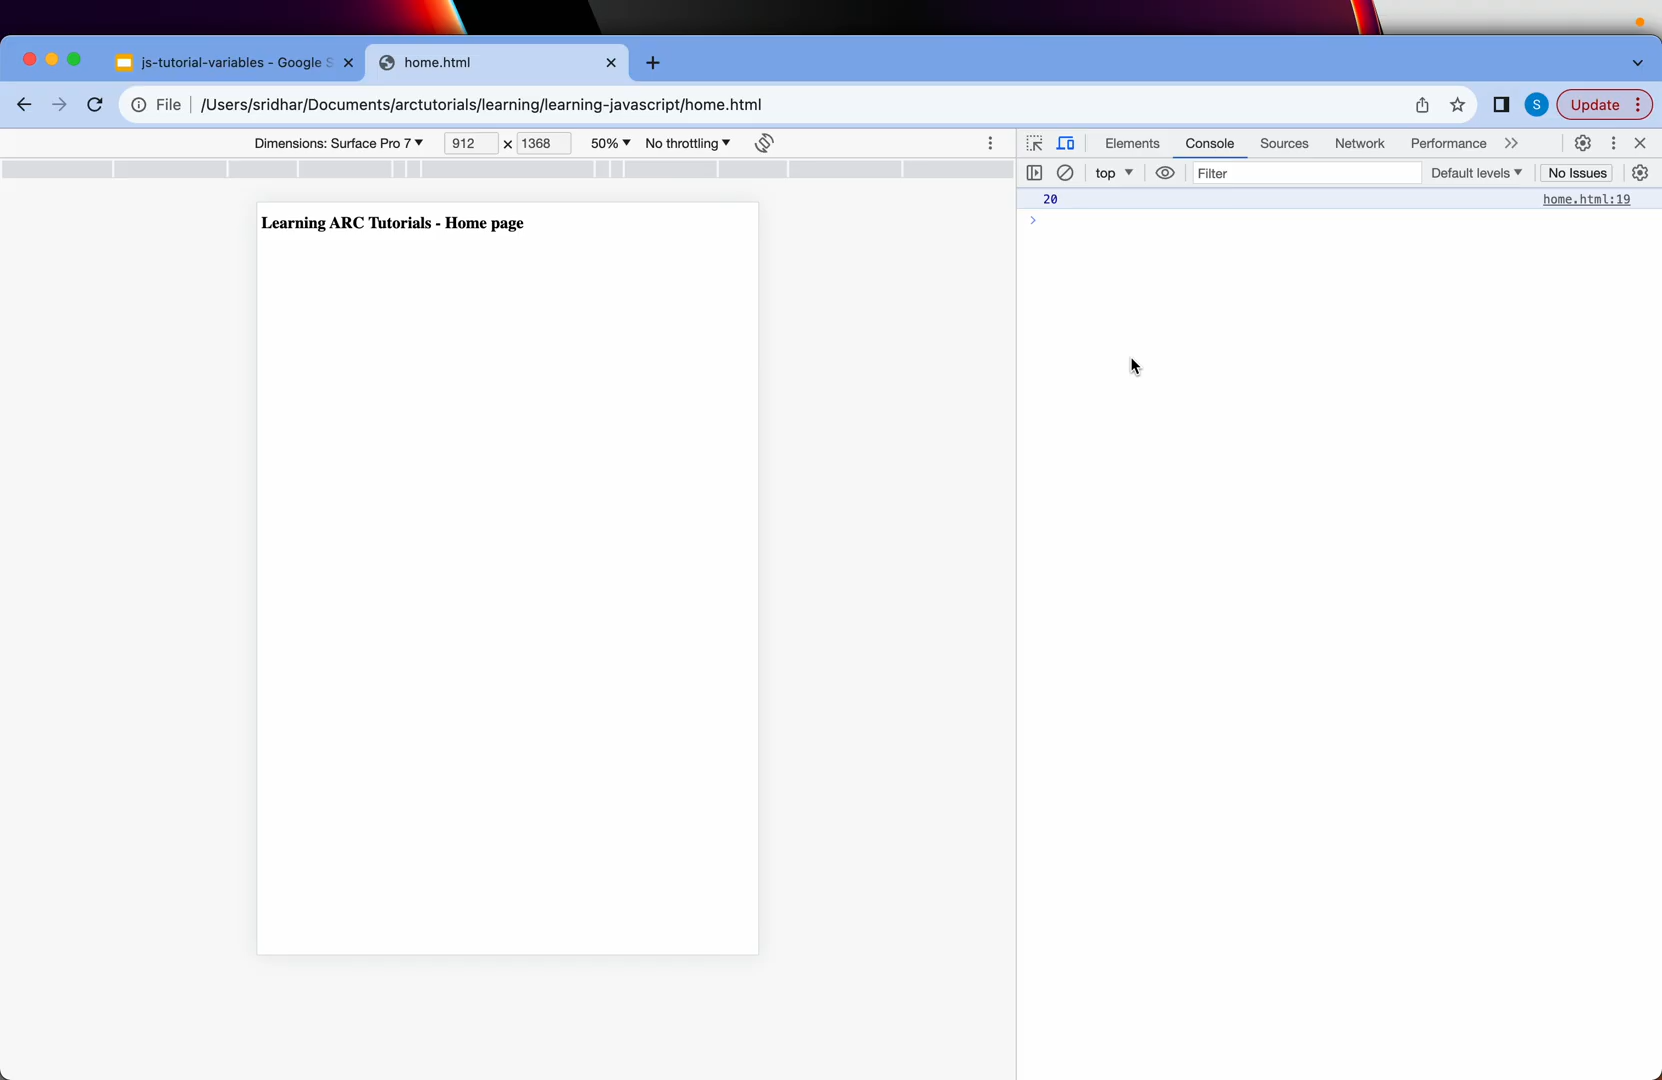 js-tutorial-variables - Google S
home.html
File
/Users/sridhar/Documents/arctutorials/learning/learning-javascript/home.html
S
Update
Dimensions: Surface Pro 7
912
1368
50%
No throttling
Elements
Console
Sources
Network
Performance
top
Filter
Default levels
No Issues
20
home.html:19
Learning ARC Tutorials - Home page